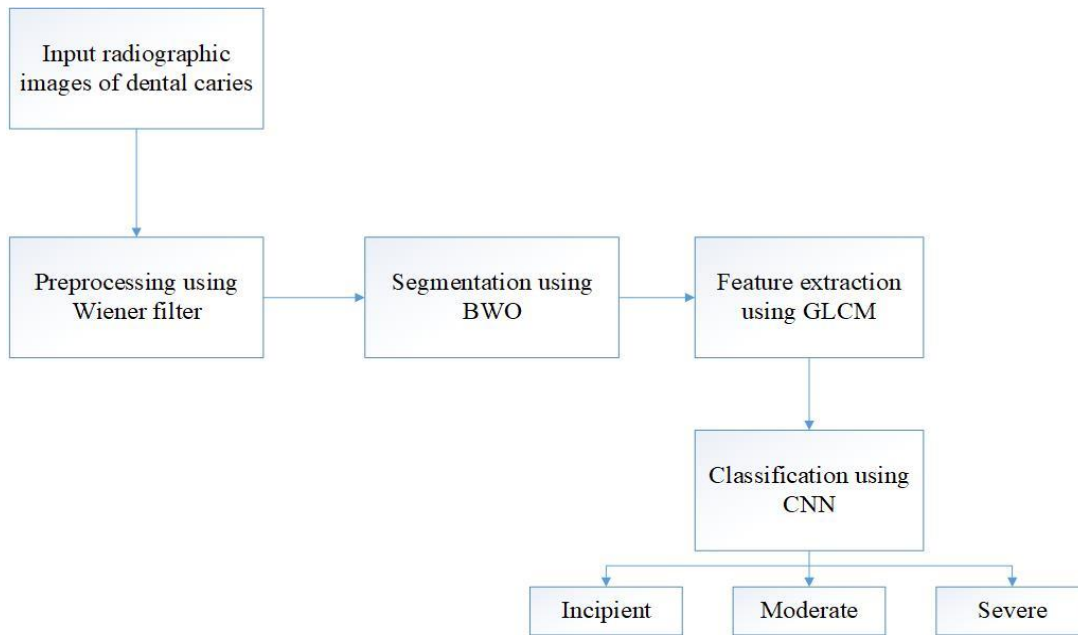 Input radiographic
images of dental caries
Preprocessing using
Wiener filter
Segmentation using
BWO
Feature extraction
using GLCM
Classification using
CNN
Incipient
Moderate
Severe